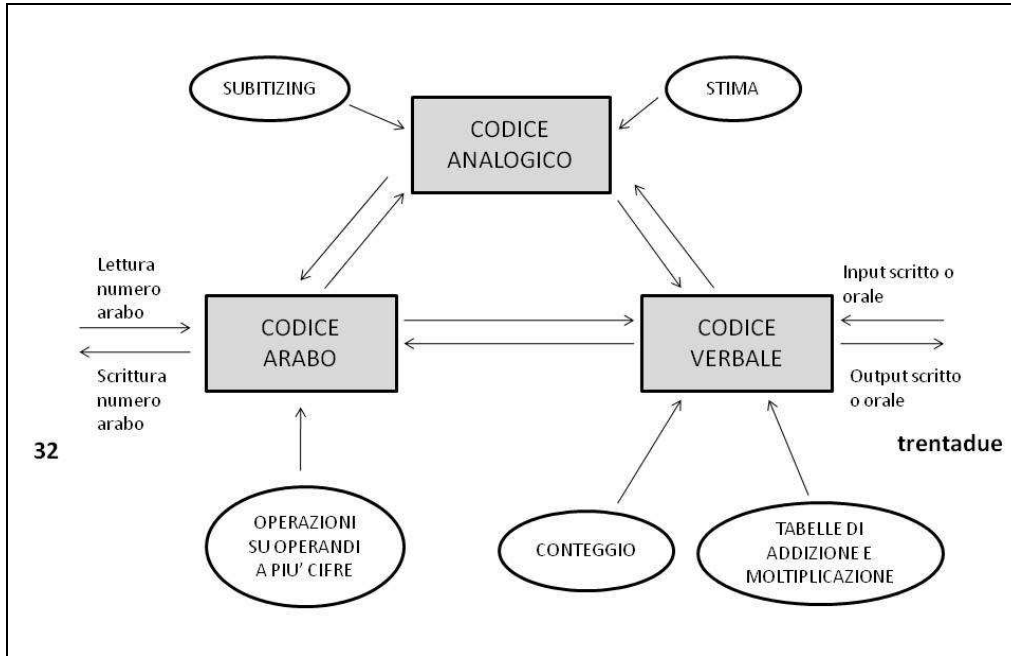 SUBITIZING
STIMA
CODICE
ANALOGICO
Lettura
numero
arabo
Input scritto o
orale
CODICE
ARABO
CODICE
VERBALE
Scrittura
numero
arabo
Output scritto
o orale
32
trentadue
OPERAZIONI
SU OPERANDI
A PIU' CIFRE
CONTEGGIO
TABELLE DI
ADDIZIONE E
MOLTIPLICAZIONE